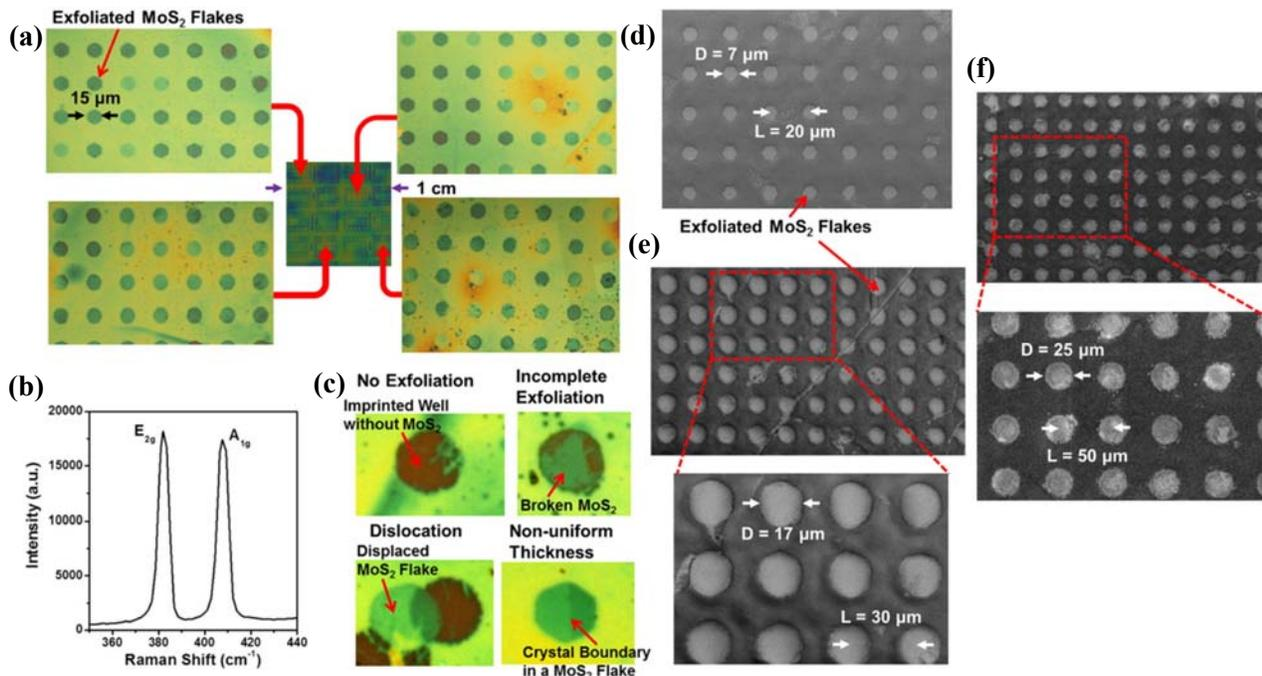 (a)
Exfoliated MoS₂ Flakes
15 μm
1 cm
(b)
Intensity (a.u.)
20000
15000
10000
5000
0
E₂g
A₁g
360
380
400
420
440
Raman Shift (cm⁻¹)
(c)
No Exfoliation
Imprinted Well
without MoS₂
Incomplete
Exfoliation
Broken MoS₂
Dislocation
Displaced
MoS₂ Flake
Non-uniform
Thickness
Crystal Boundary
in a MoS₂ Flake
(d)
D = 7 μm
L = 20 μm
Exfoliated MoS₂ Flakes
(e)
D = 17 μm
L = 30 μm
(f)
D = 25 μm
L = 50 μm